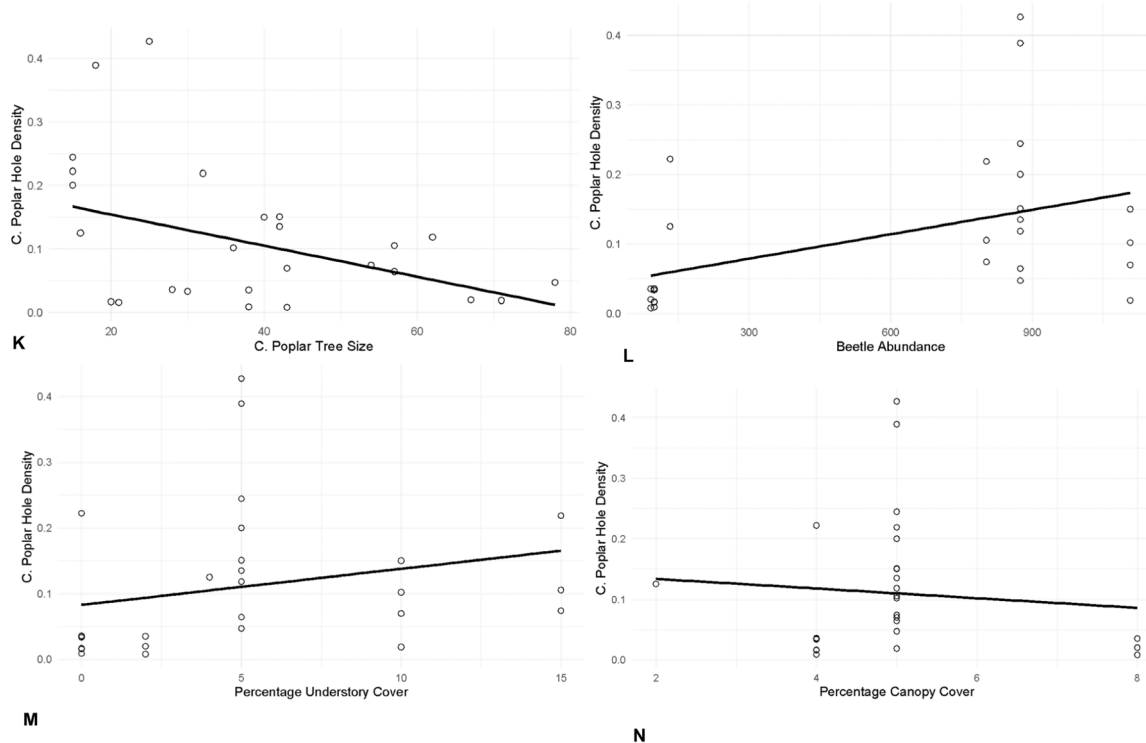 0.4
0.3
0.2
0.1
0.0
C. Poplar Hole Density
20 40 60 80
C. Poplar Tree Size
K
0.4
0.3
0.2
0.1
0.0
C. Poplar Hole Density
300 600 900
Beetle Abundance
L
0.4
0.3
0.2
0.1
0.0
C. Poplar Hole Density
0 5 10 15
Percentage Understory Cover
M
0.4
0.3
0.2
0.1
0.0
C. Poplar Hole Density
2 4 6 8
Percentage Canopy Cover
N